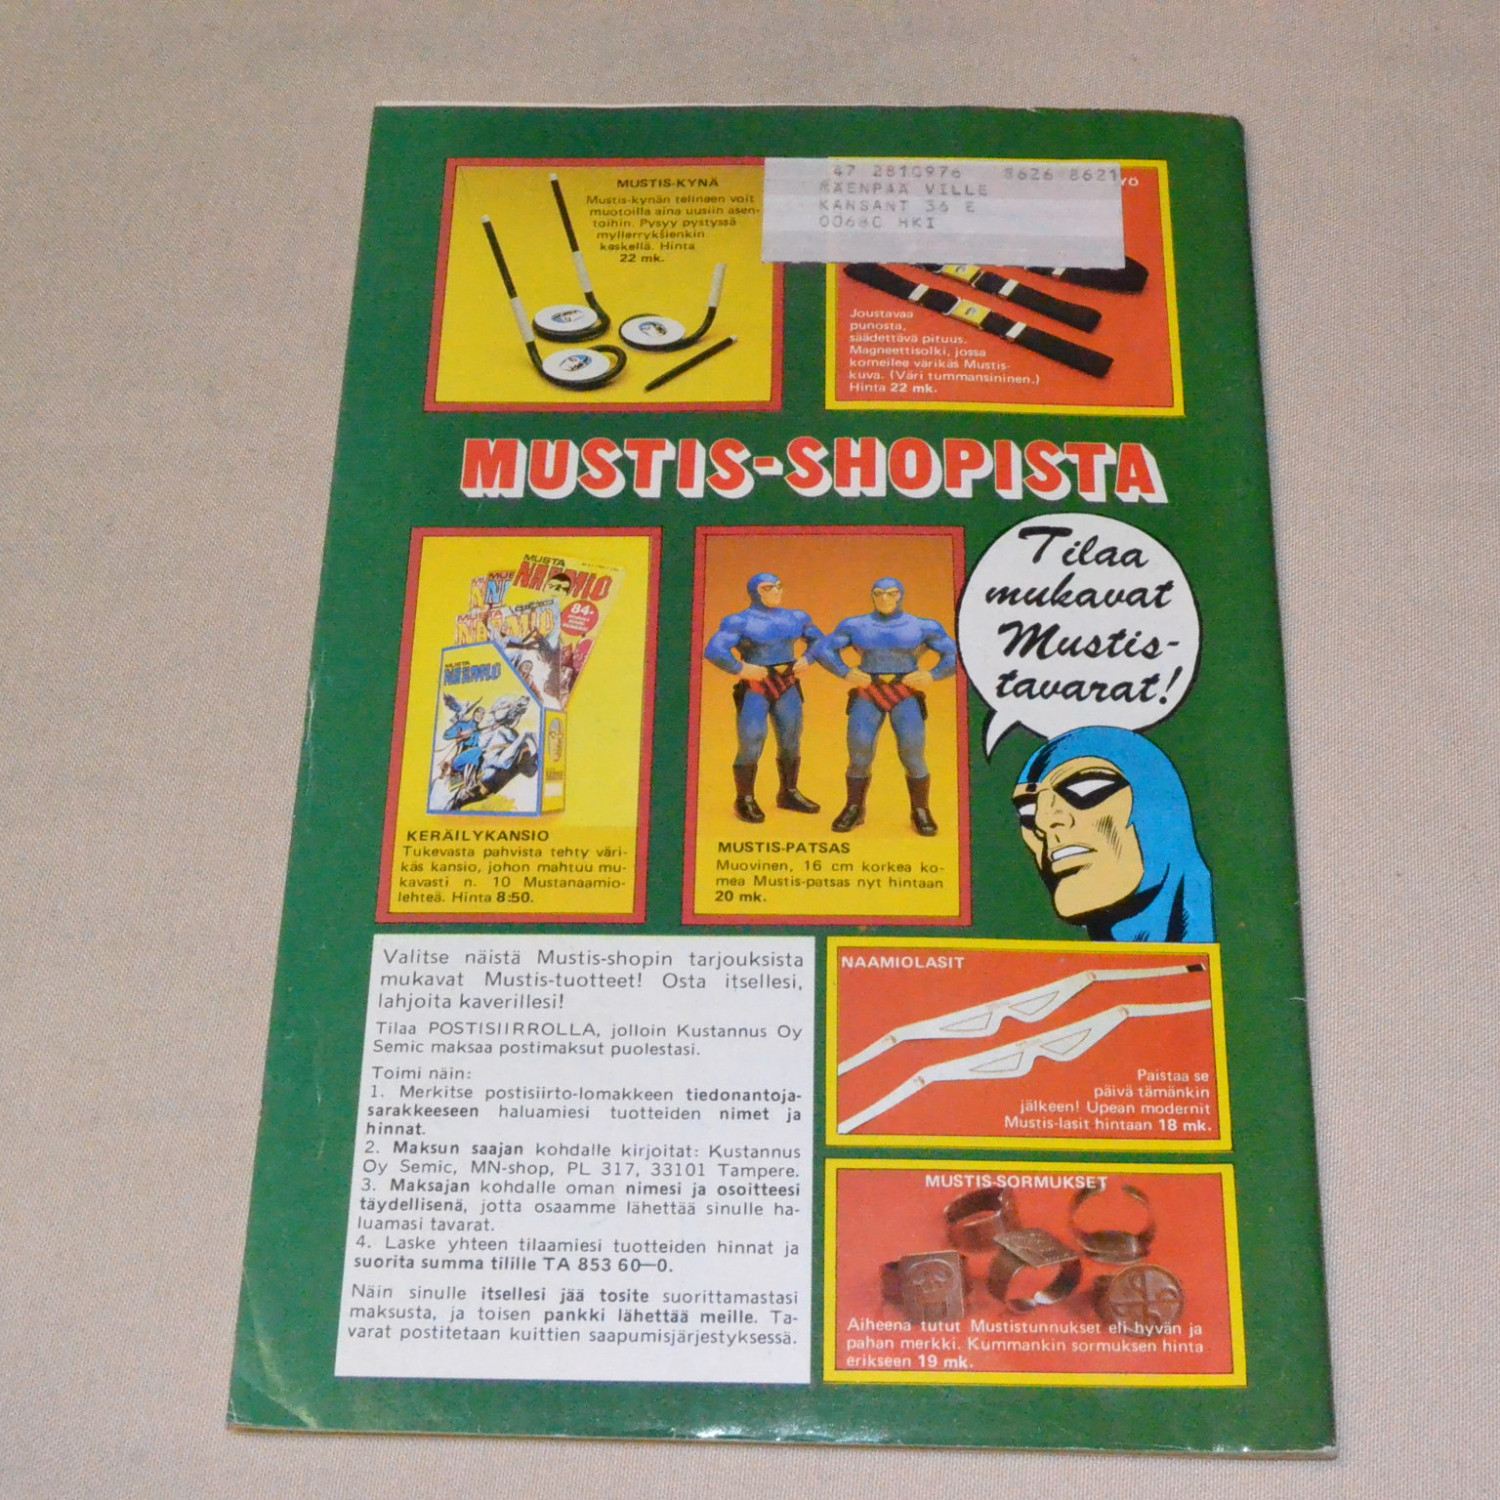 MUSTIS-KYNÄ
Mustis-kynän telineen voit
muotoilla aina uusiin asen-
toihin. Pysyy pystyssä
myllerryksienkin
keskellä. Hinta
22 mk.
47 2810976 8626 8621
RAENPAA VILLE
KANSANT 36 E
HKI
YÖ
Joustavaa
punosta,
säädettävä pituus.
Magneettisolki, jossa
komeilee värikäs Mustis-
kuva. (Väri tummansininen.)
Hinta 22 mk.
MUSTIS-SHOPISTA
Tilaa
mukavat
Mustis-
tavarat!
MUSTA
NAAMIO
84-
MUSTA
NAAMIO
KERÄILYKANSIO
Tukevasta pahvista tehty väri-
käs kansio, johon mahtuu mu-
kavasti n. 10 Mustanaamio-
lehteä. Hinta 8:50.
MUSTIS-PATSAS
Muovinen, 16 cm korkea ko-
mea Mustis-patsas nyt hintaan
20 mk.
Valitse näistä Mustis-shopin tarjouksista
mukavat Mustis-tuotteet! Osta itsellesi,
lahjoita kaverillesi!
Tilaa POSTISIIRROLLA, jolloin Kustannus Oy
Semic maksaa postimaksut puolestasi.
Toimi näin:
1. Merkitse postisiirto-lomakkeen tiedonantoja-
sarakkeeseen haluamiesi tuotteiden nimet ja
hinnat.
2. Maksun saajan kohdalle kirjoitat: Kustannus
Oy Semic, MN-shop, PL 317, 33101 Tampere.
3. Maksajan kohdalle oman nimesi ja osoitteesi
täydellisenä, jotta osaamme lähettää sinulle ha-
luamasi tavarat.
4. Laske yhteen tilaamiesi tuotteiden hinnat ja
suorita summa tilille TA 853 60—0.
Näin sinulle itsellesi jää tosite suorittamastasi
maksusta, ja toisen pankki lähettää meille. Ta-
varat postitetaan kuittien saapumisjärjestyksessä.
NAAMIOLASIT
Paistaa se
päivä tämänkin
jälkeen! Upean modernit
Mustis-lasit hintaan 18 mk.
MUSTIS-SORMUKSET
Aiheena tutut Mustistunnukset eli hyvän ja
pahan merkki. Kummankin sormuksen hinta
erikseen 19 mk.